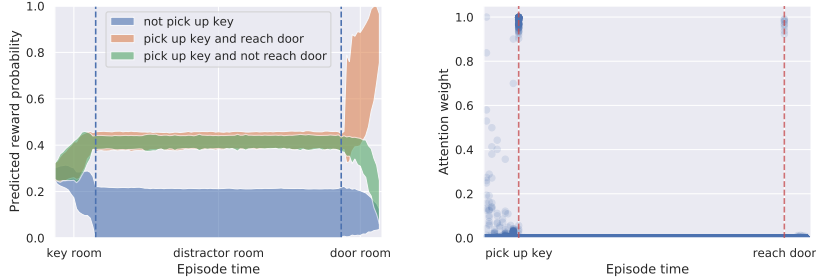 Predicted reward probability
1.0
0.8
0.6
0.4
0.2
0.0
not pick up key
pick up key and reach door
pick up key and not reach door
key room
distractor room
door room
Episode time
Attention weight
1.0
0.8
0.6
0.4
0.2
0.0
pick up key
reach door
Episode time